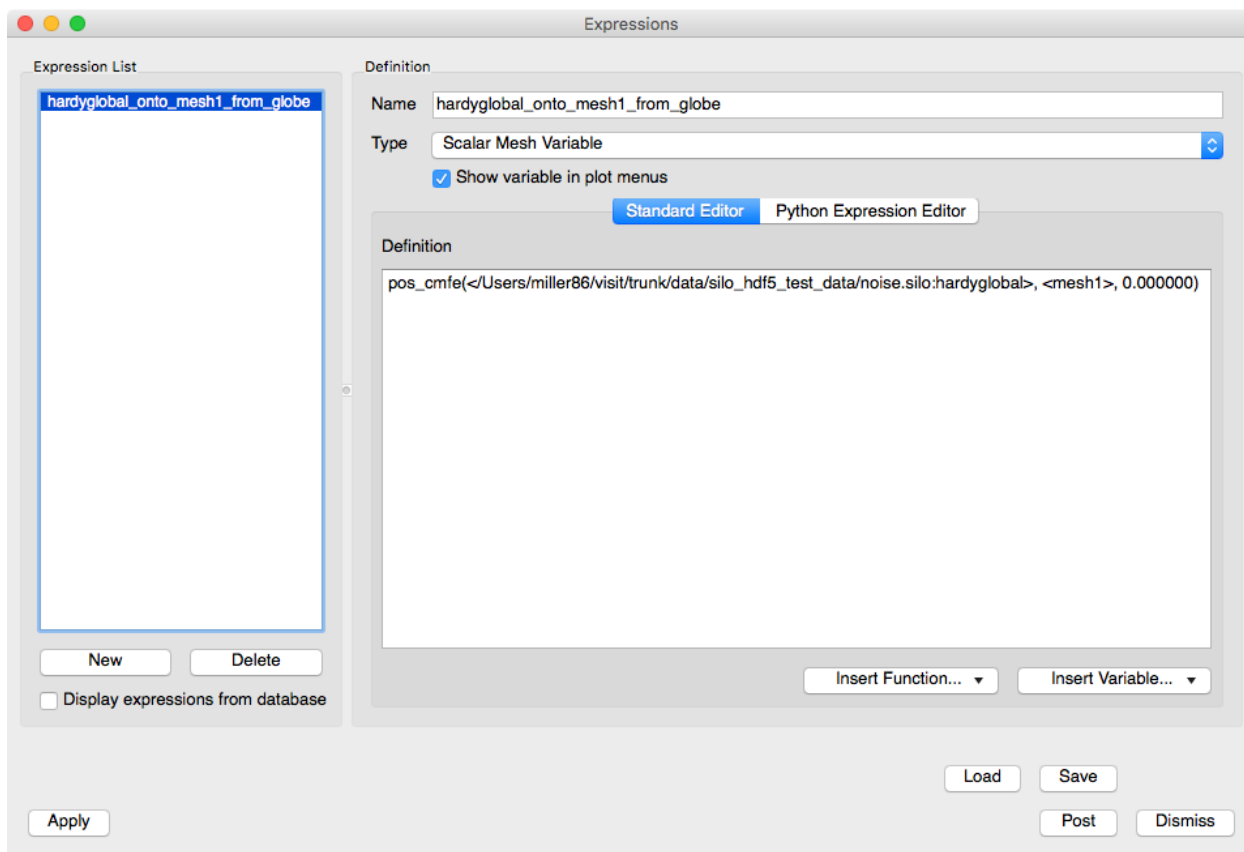 Expressions
Expression List
hardyglobal_onto_mesh1_from_globe
New
Delete
Display expressions from database
Definition
Name
hardyglobal_onto_mesh1_from_globe
Type
Scalar Mesh Variable
Show variable in plot menus
Standard Editor
Python Expression Editor
Definition
pos_cmfe(</Users/miller86/visit/trunk/data/silo_hdf5_test_data/noise.silo:hardyglobal>, <mesh1>, 0.000000)
Insert Function...
Insert Variable...
Load
Save
Apply
Post
Dismiss